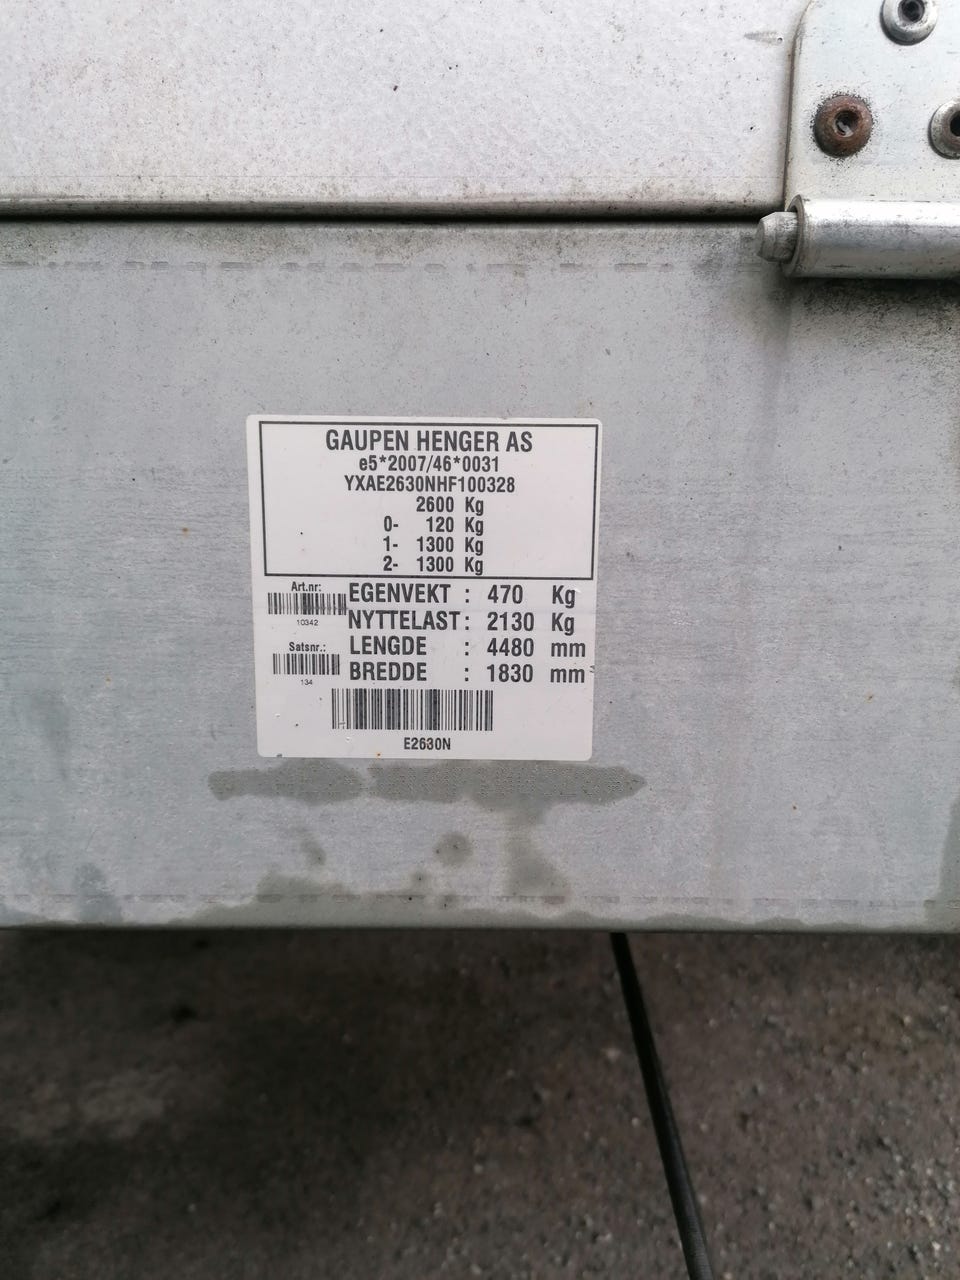 GAUPEN HENGER AS
e5*2007/46*0031
YXAE2630NHF100328
2600 Kg
0- 120 Kg
1- 1300 Kg
2- 1300 Kg
Art.nr:
10342
EGENVEKT : 470 Kg
NYTTELAST : 2130 Kg
Satsnr.:
134
LENGDE : 4480 mm
BREDDE : 1830 mm
E2630N